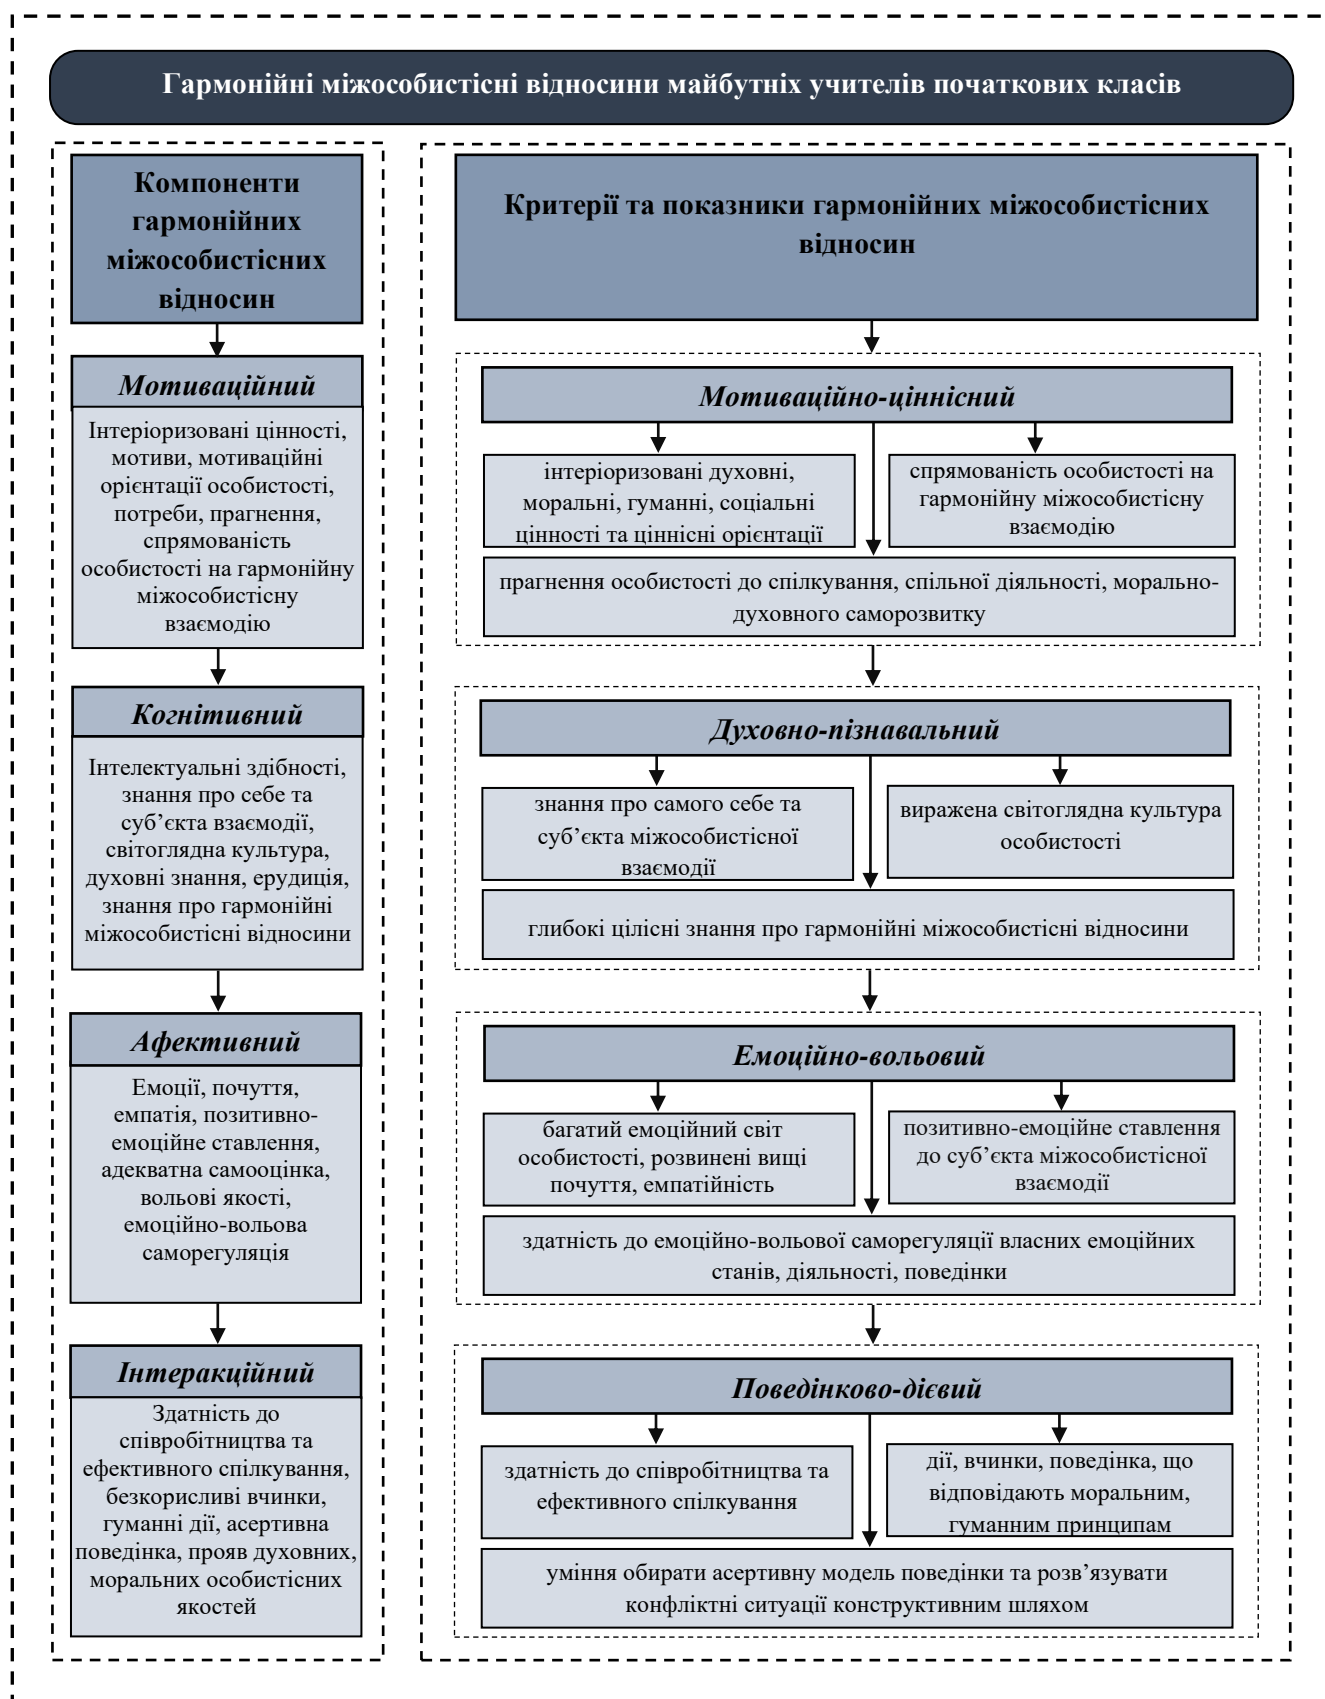 Гармонійні міжособистісні відносини майбутніх учителів початкових класів
Компоненти
гармонійних
міжособистісних
відносин
Мотиваційний
Інтеріоризовані цінності,
мотиви, мотиваційні
орієнтації особистості,
потреби, прагнення,
спрямованість
особистості на гармонійну
міжособистісну
взаємодію
Когнітивний
Інтелектуальні здібності,
знання про себе та
суб’єкта взаємодії,
світоглядна культура,
духовні знання, ерудиція,
знання про гармонійні
міжособистісні відносини
Афективний
Емоції, почуття,
емпатія, позитивно-
емоційне ставлення,
адекватна самооцінка,
вольові якості,
емоційно-вольова
саморегуляція
Інтеракційний
Здатність до
співробітництва та
ефективного спілкування,
безкорисливі вчинки,
гуманні дії, асертивна
поведінка, прояв духовних,
моральних особистісних
якостей
Критерії та показники гармонійних міжособистісних
відносин
Мотиваційно-ціннісний
інтеріоризовані духовні,
моральні, гуманні, соціальні
цінності та ціннісні орієнтації
спрямованість особистості на
гармонійну міжособистісну
взаємодію
прагнення особистості до спілкування, спільної діяльності, морально-
духовного саморозвитку
Духовно-пізнавальний
знання про самого себе та
суб’єкта міжособистісної
взаємодії
виражена світоглядна культура
особистості
глибокі цілісні знання про гармонійні міжособистісні відносини
Емоційно-вольовий
багатий емоційний світ
особистості, розвинені вищі
почуття, емпатійність
позитивно-емоційне ставлення
до суб’єкта міжособистісної
взаємодії
здатність до емоційно-вольової саморегуляції власних емоційних
станів, діяльності, поведінки
Поведінково-дієвий
здатність до співробітництва та
ефективного спілкування
дії, вчинки, поведінка, що
відповідають моральним,
гуманним принципам
уміння обирати асертивну модель поведінки та розв’язувати
конфліктні ситуації конструктивним шляхом